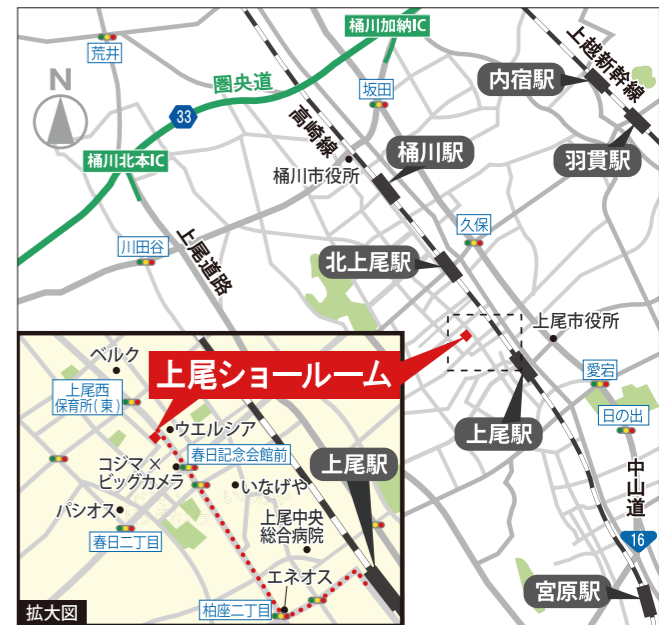 桶川加納IC
荒井
上越新幹線
内宿駅
N
圏央道
坂田
33
高崎線
羽貫駅
桶川駅
桶川北本IC
桶川市役所
久保
川田谷
上尾道路
北上尾駅
上尾市役所
ベルク
上尾ショールーム
愛宕
上尾西
保育所(東)
日の出
ウエルシア
上尾駅
春日記念会館前
上尾駅
コジマ×
ビッグカメラ
中山道
いなげや
パシオス
上尾中央
総合病院
春日二丁目
16
エネオス
宮原駅
拡大図
柏座二丁目